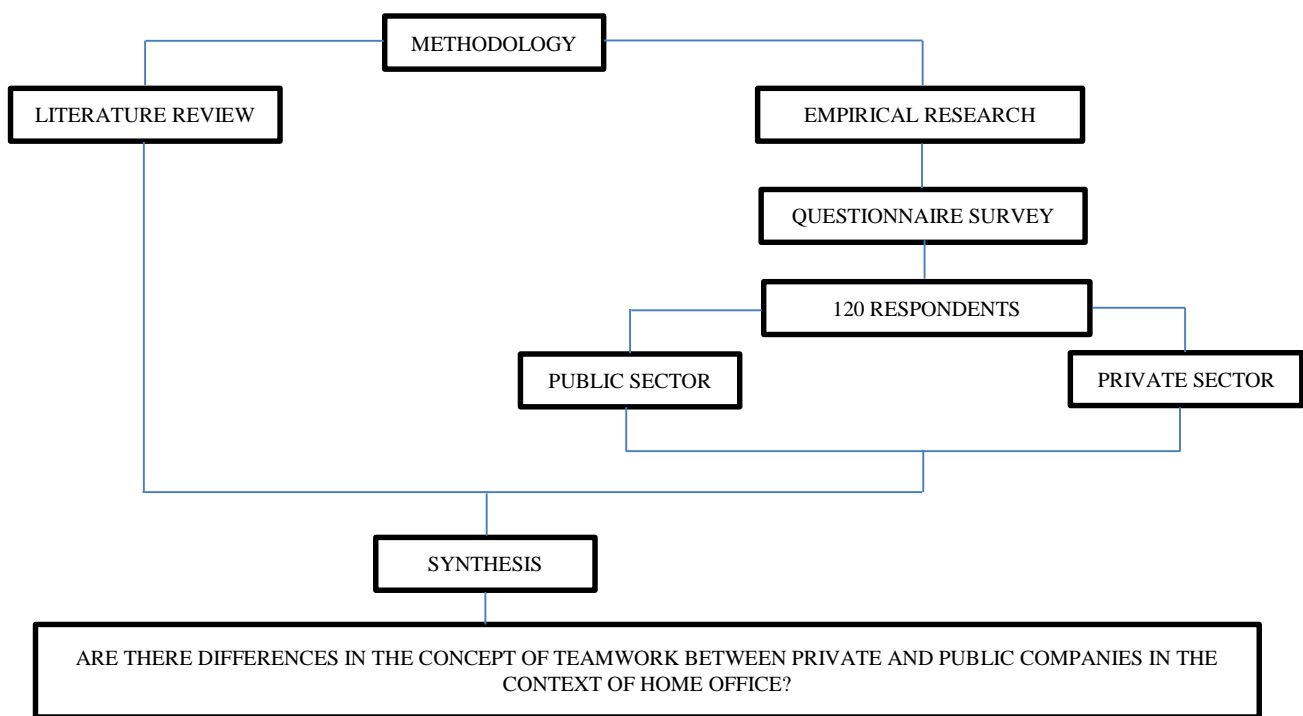 METHODOLOGY
LITERATURE REVIEW
EMPIRICAL RESEARCH
QUESTIONNAIRE SURVEY
120 RESPONDENTS
PUBLIC SECTOR
PRIVATE SECTOR
SYNTHESIS
ARE THERE DIFFERENCES IN THE CONCEPT OF TEAMWORK BETWEEN PRIVATE AND PUBLIC COMPANIES IN THE
CONTEXT OF HOME OFFICE?